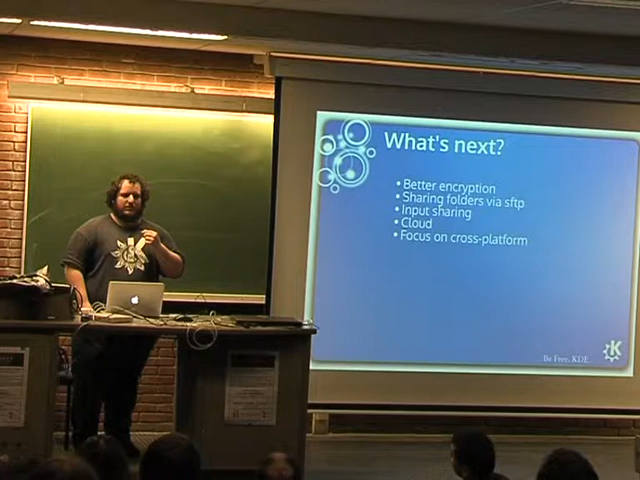 What's next?
• Better encryption
• Sharing folders via sftp
• Input sharing
• Cloud
• Focus on cross-platform
Be Free. KDE.
K